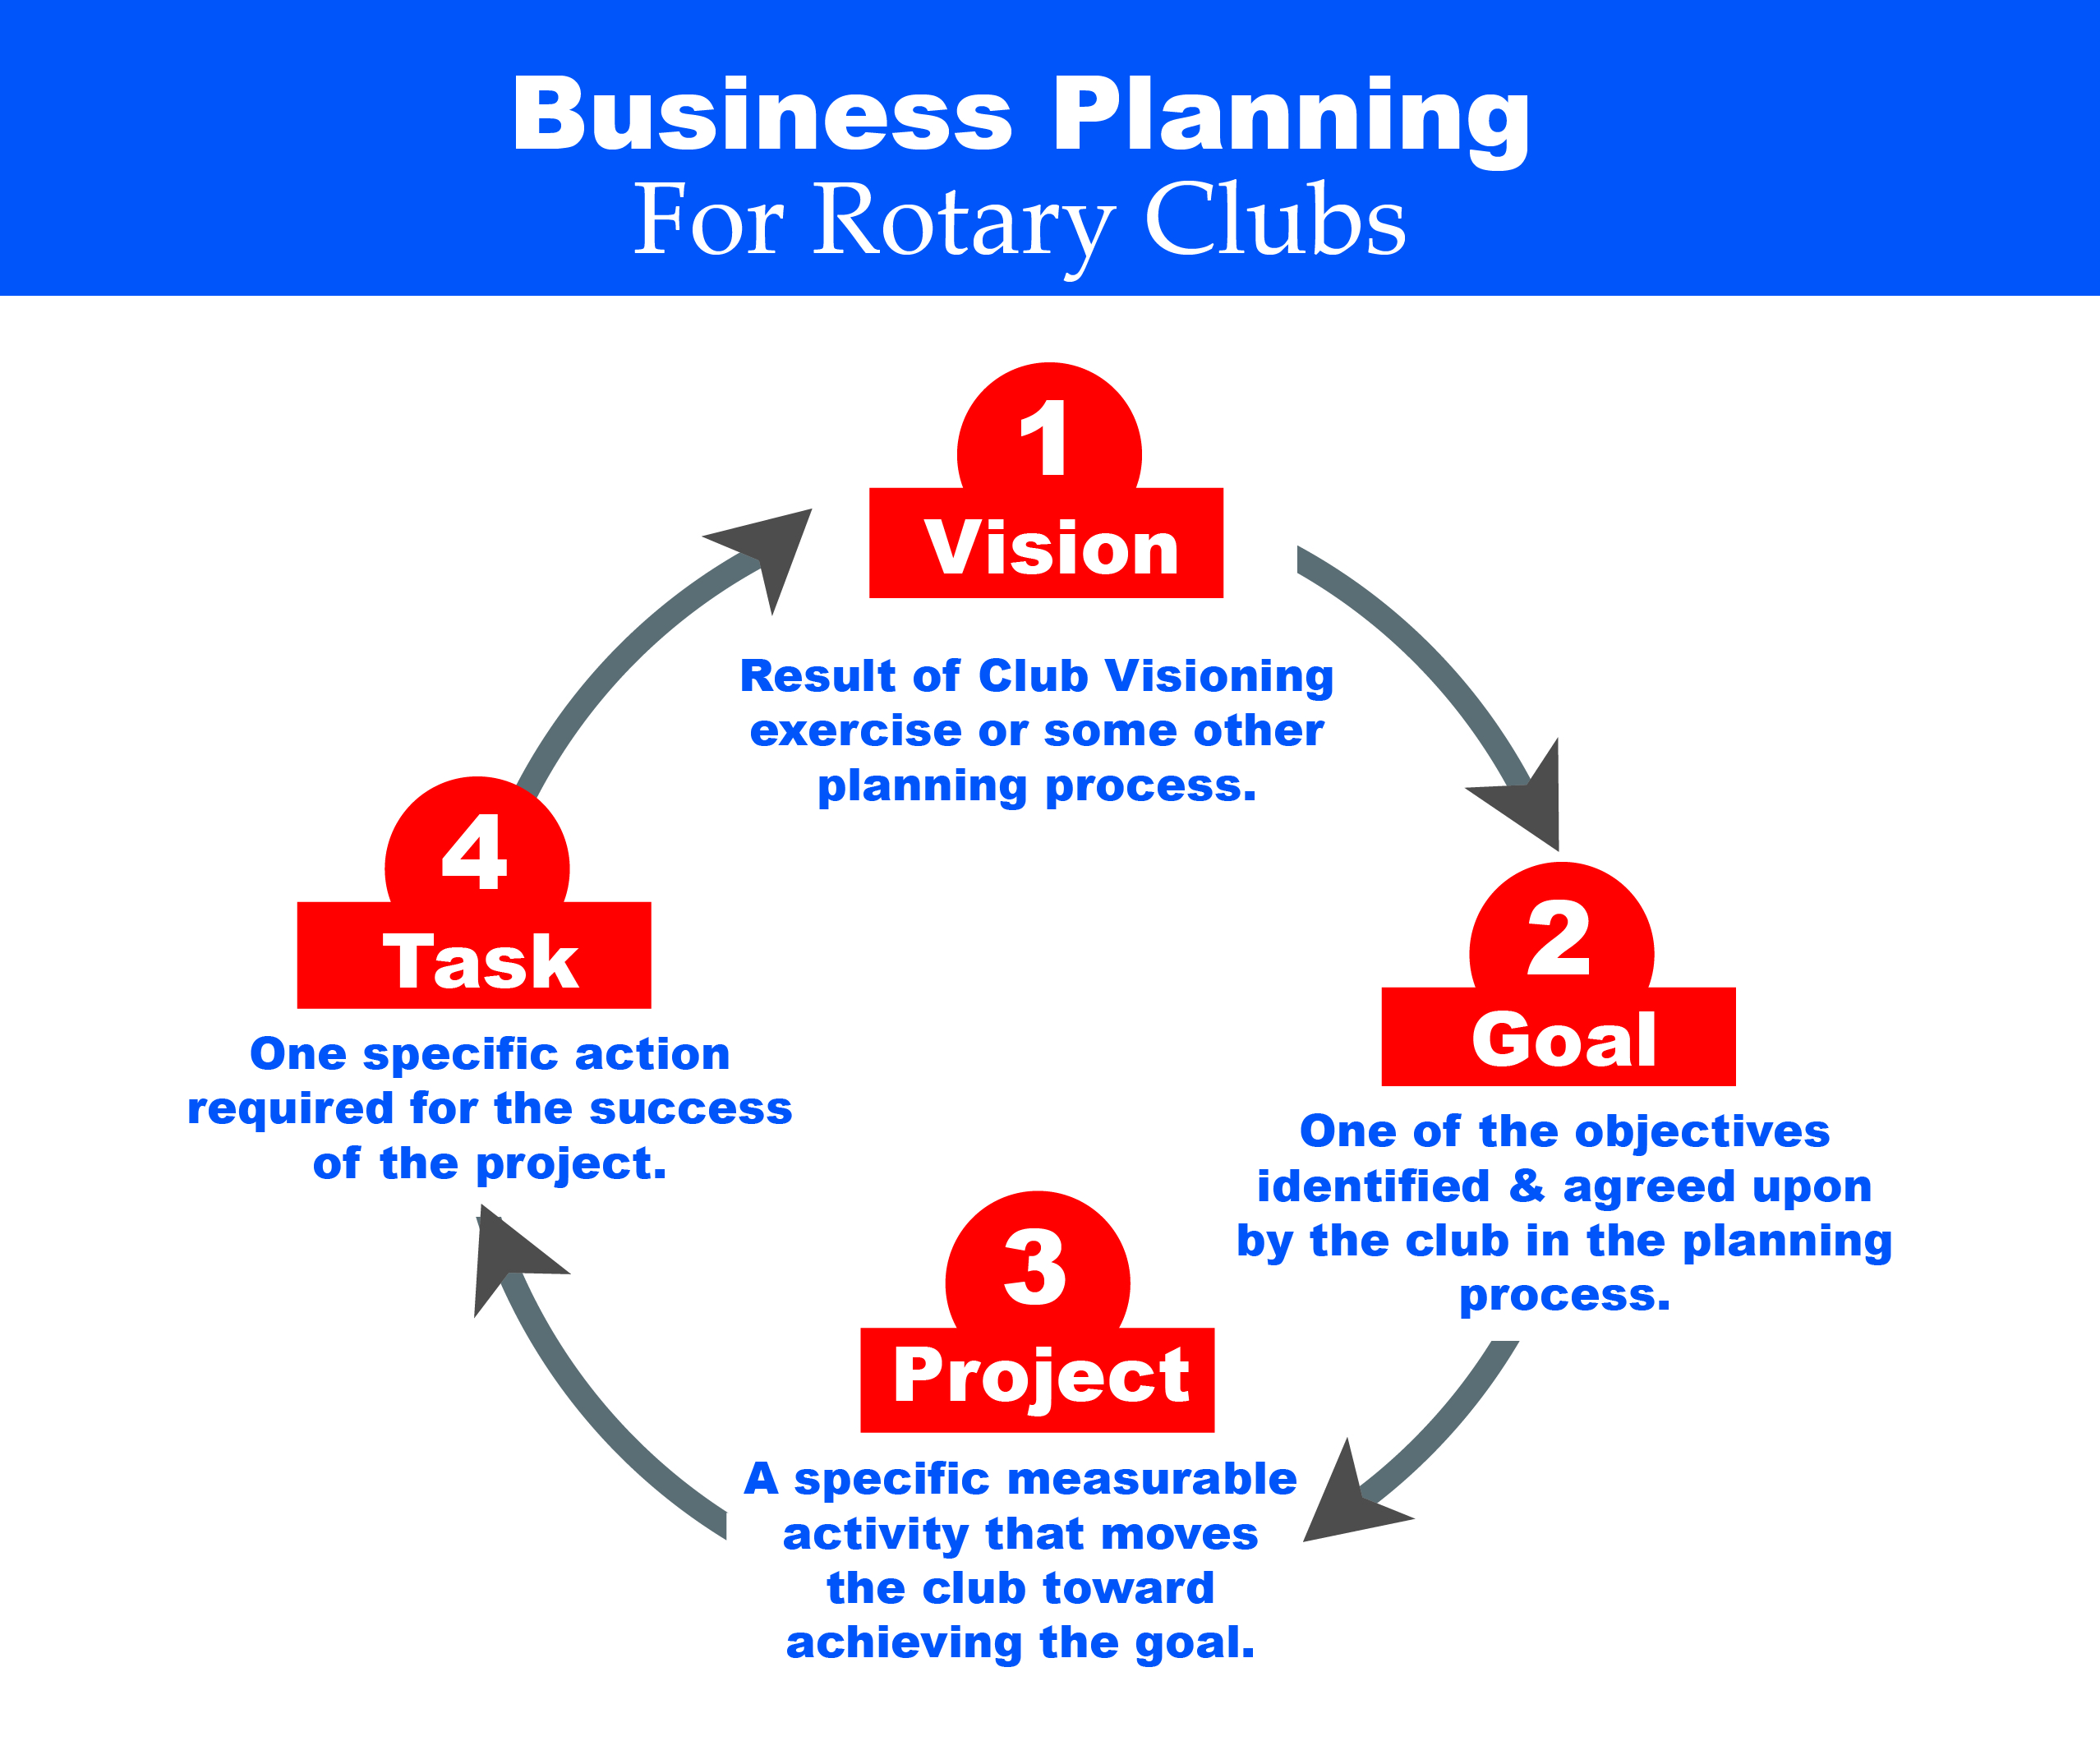 Business Planning
For Rotary Clubs
1
Vision
Result of Club Visioning
exercise or some other
planning process.
2
Goal
One of the objectives
identified & agreed upon
by the club in the planning
process.
3
Project
A specific measurable
activity that moves
the club toward
achieving the goal.
4
Task
One specific action
required for the success
of the project.